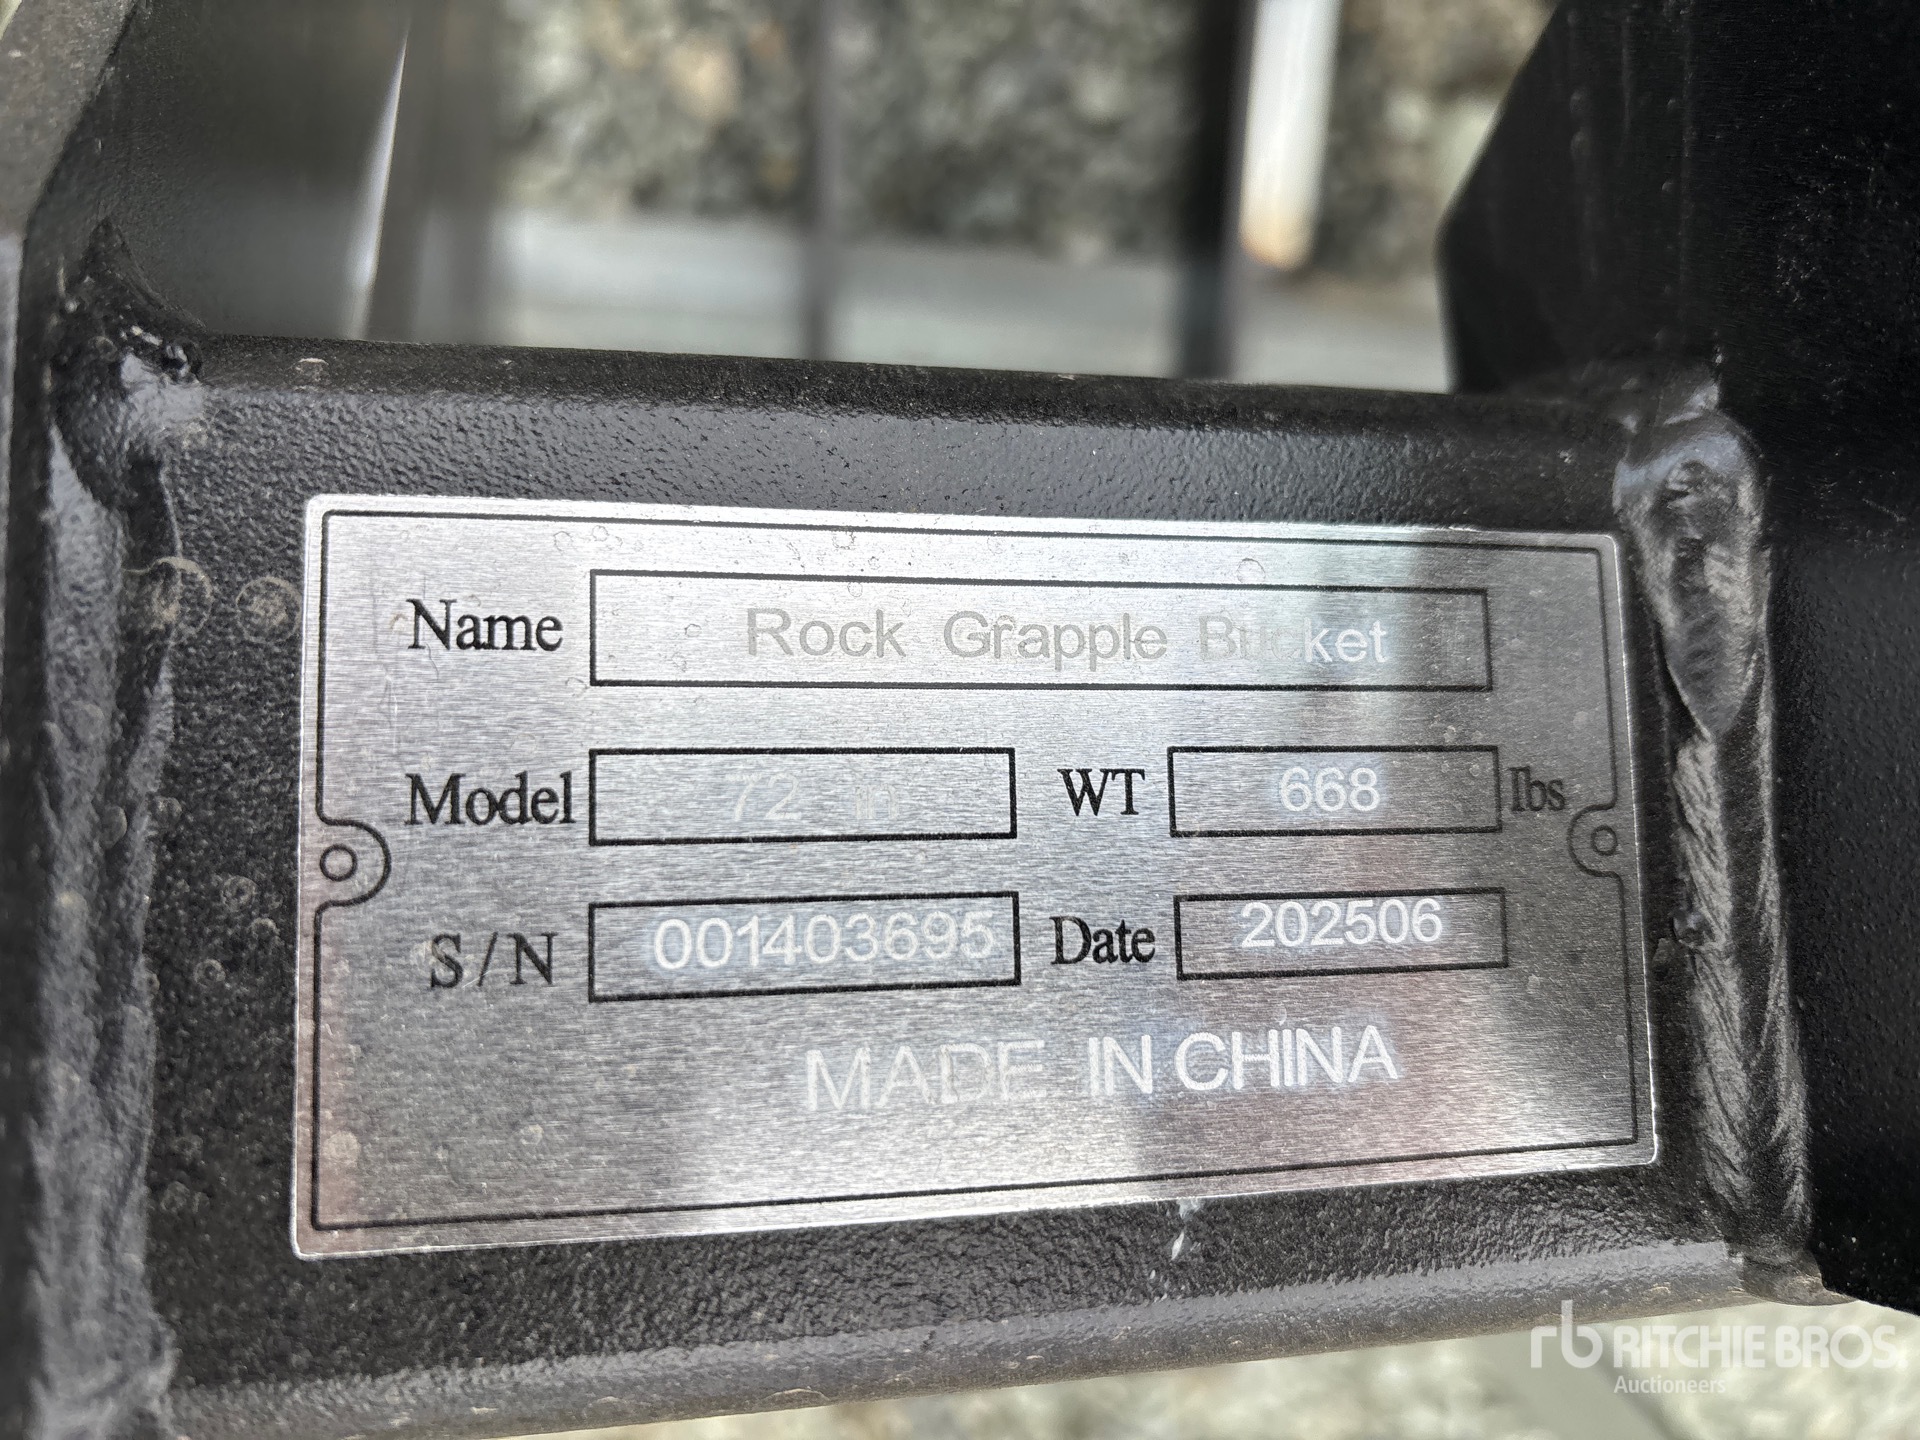 Name Rock Grapple Bucket
Model 72 in WT 668 lbs
S/N 001403695 Date 202506
MADE IN CHINA
rb RITCHIE BROS
Auctioneers